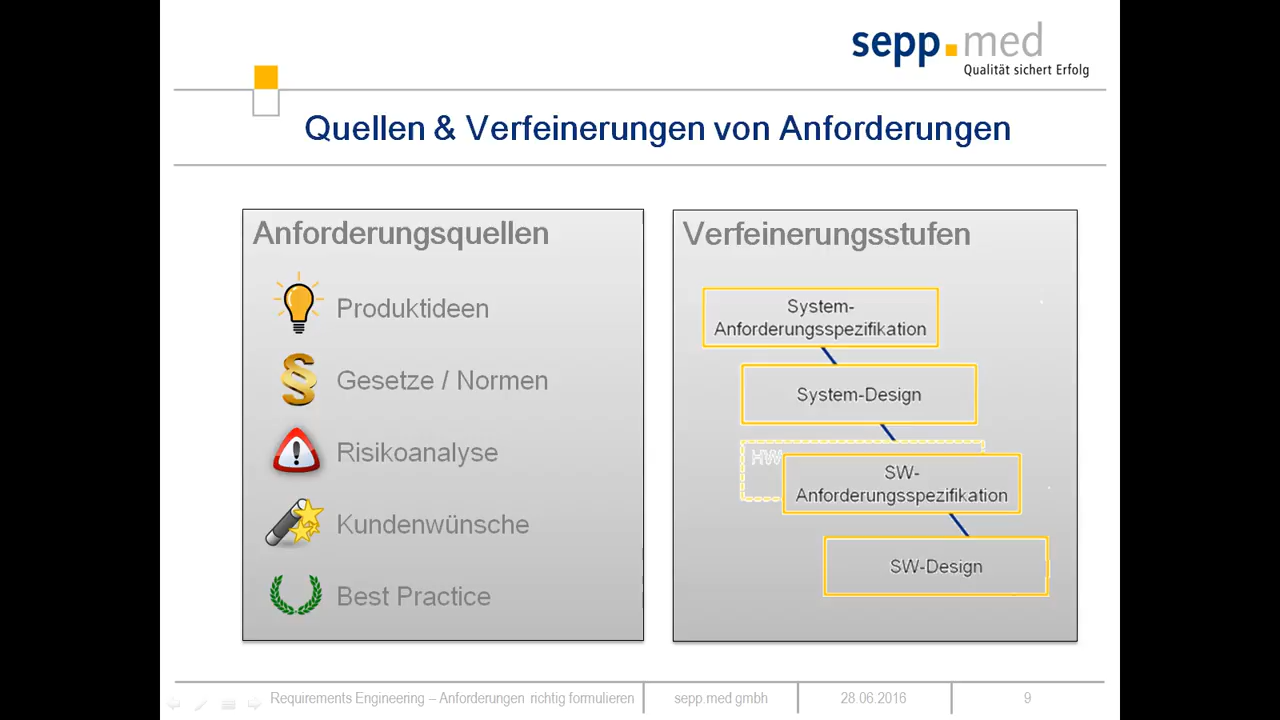 sepp.med
Qualität sichert Erfolg
Quellen & Verfeinerungen von Anforderungen
Anforderungsquellen
Produktideen
Gesetze / Normen
Risikoanalyse
Kundenwünsche
Best Practice
Verfeinerungsstufen
System-
Anforderungsspezifikation
System-Design
HW
SW-
Anforderungsspezifikation
SW-Design
Requirements Engineering – Anforderungen richtig formulieren
sepp.med gmbh
28.06.2016
9